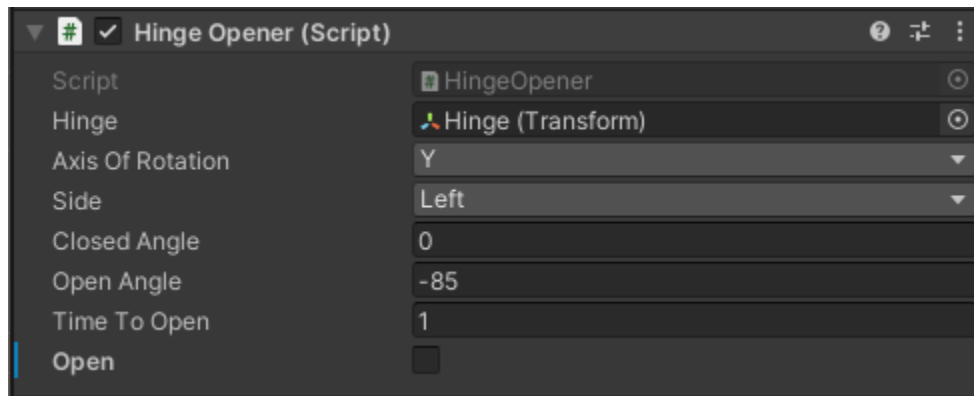 # Hinge Opener (Script) ?
Script # HingeOpener
Hinge Hinge (Transform)
Axis Of Rotation Y
Side Left
Closed Angle 0
Open Angle -85
Time To Open 1
Open